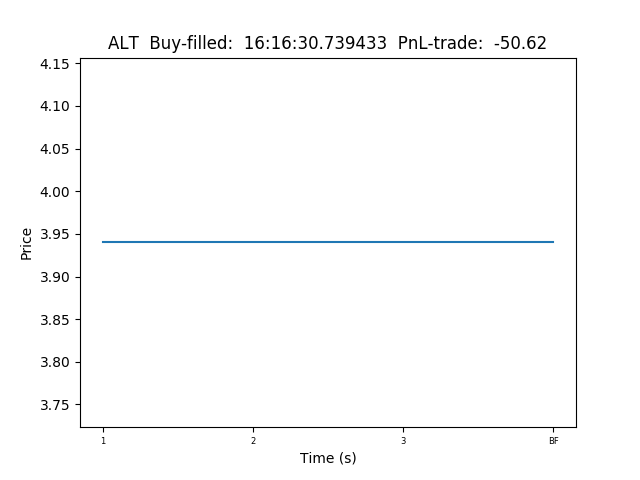 ALT  Buy-filled:  16:16:30.739433  PnL-trade:  -50.62
4.15
4.10
4.05
4.00
3.95
3.90
3.85
3.80
3.75
Price
1 2 3 BF
Time (s)